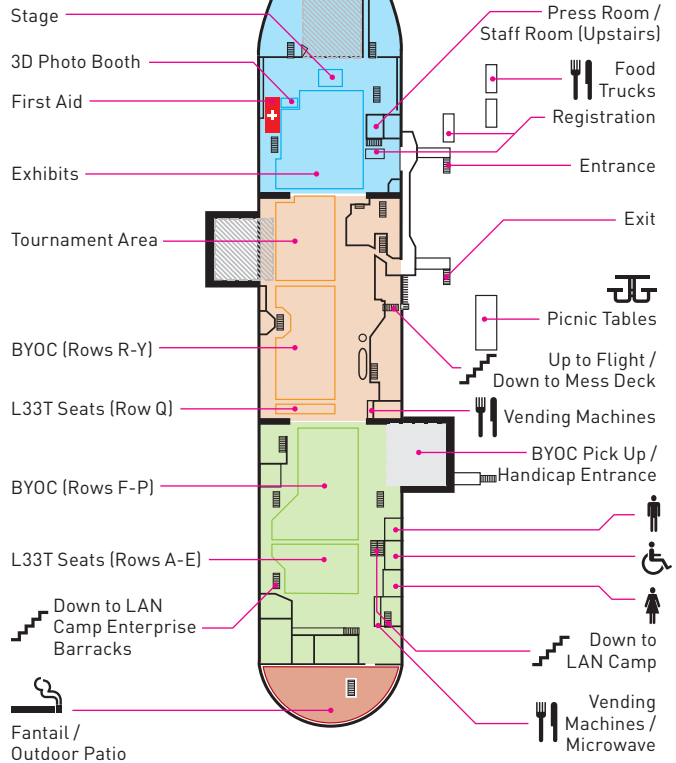 Stage
3D Photo Booth
First Aid
Exhibits
Tournament Area
BYOC (Rows R-Y)
L33T Seats (Row Q)
BYOC (Rows F-P)
L33T Seats (Rows A-E)
Down to LAN
Camp Enterprise
Barracks
Fantail /
Outdoor Patio
Press Room /
Staff Room (Upstairs)
Food
Trucks
Registration
Entrance
Exit
Picnic Tables
Up to Flight /
Down to Mess Deck
Vending Machines
BYOC Pick Up /
Handicap Entrance
Down to
LAN Camp
Vending
Machines /
Microwave